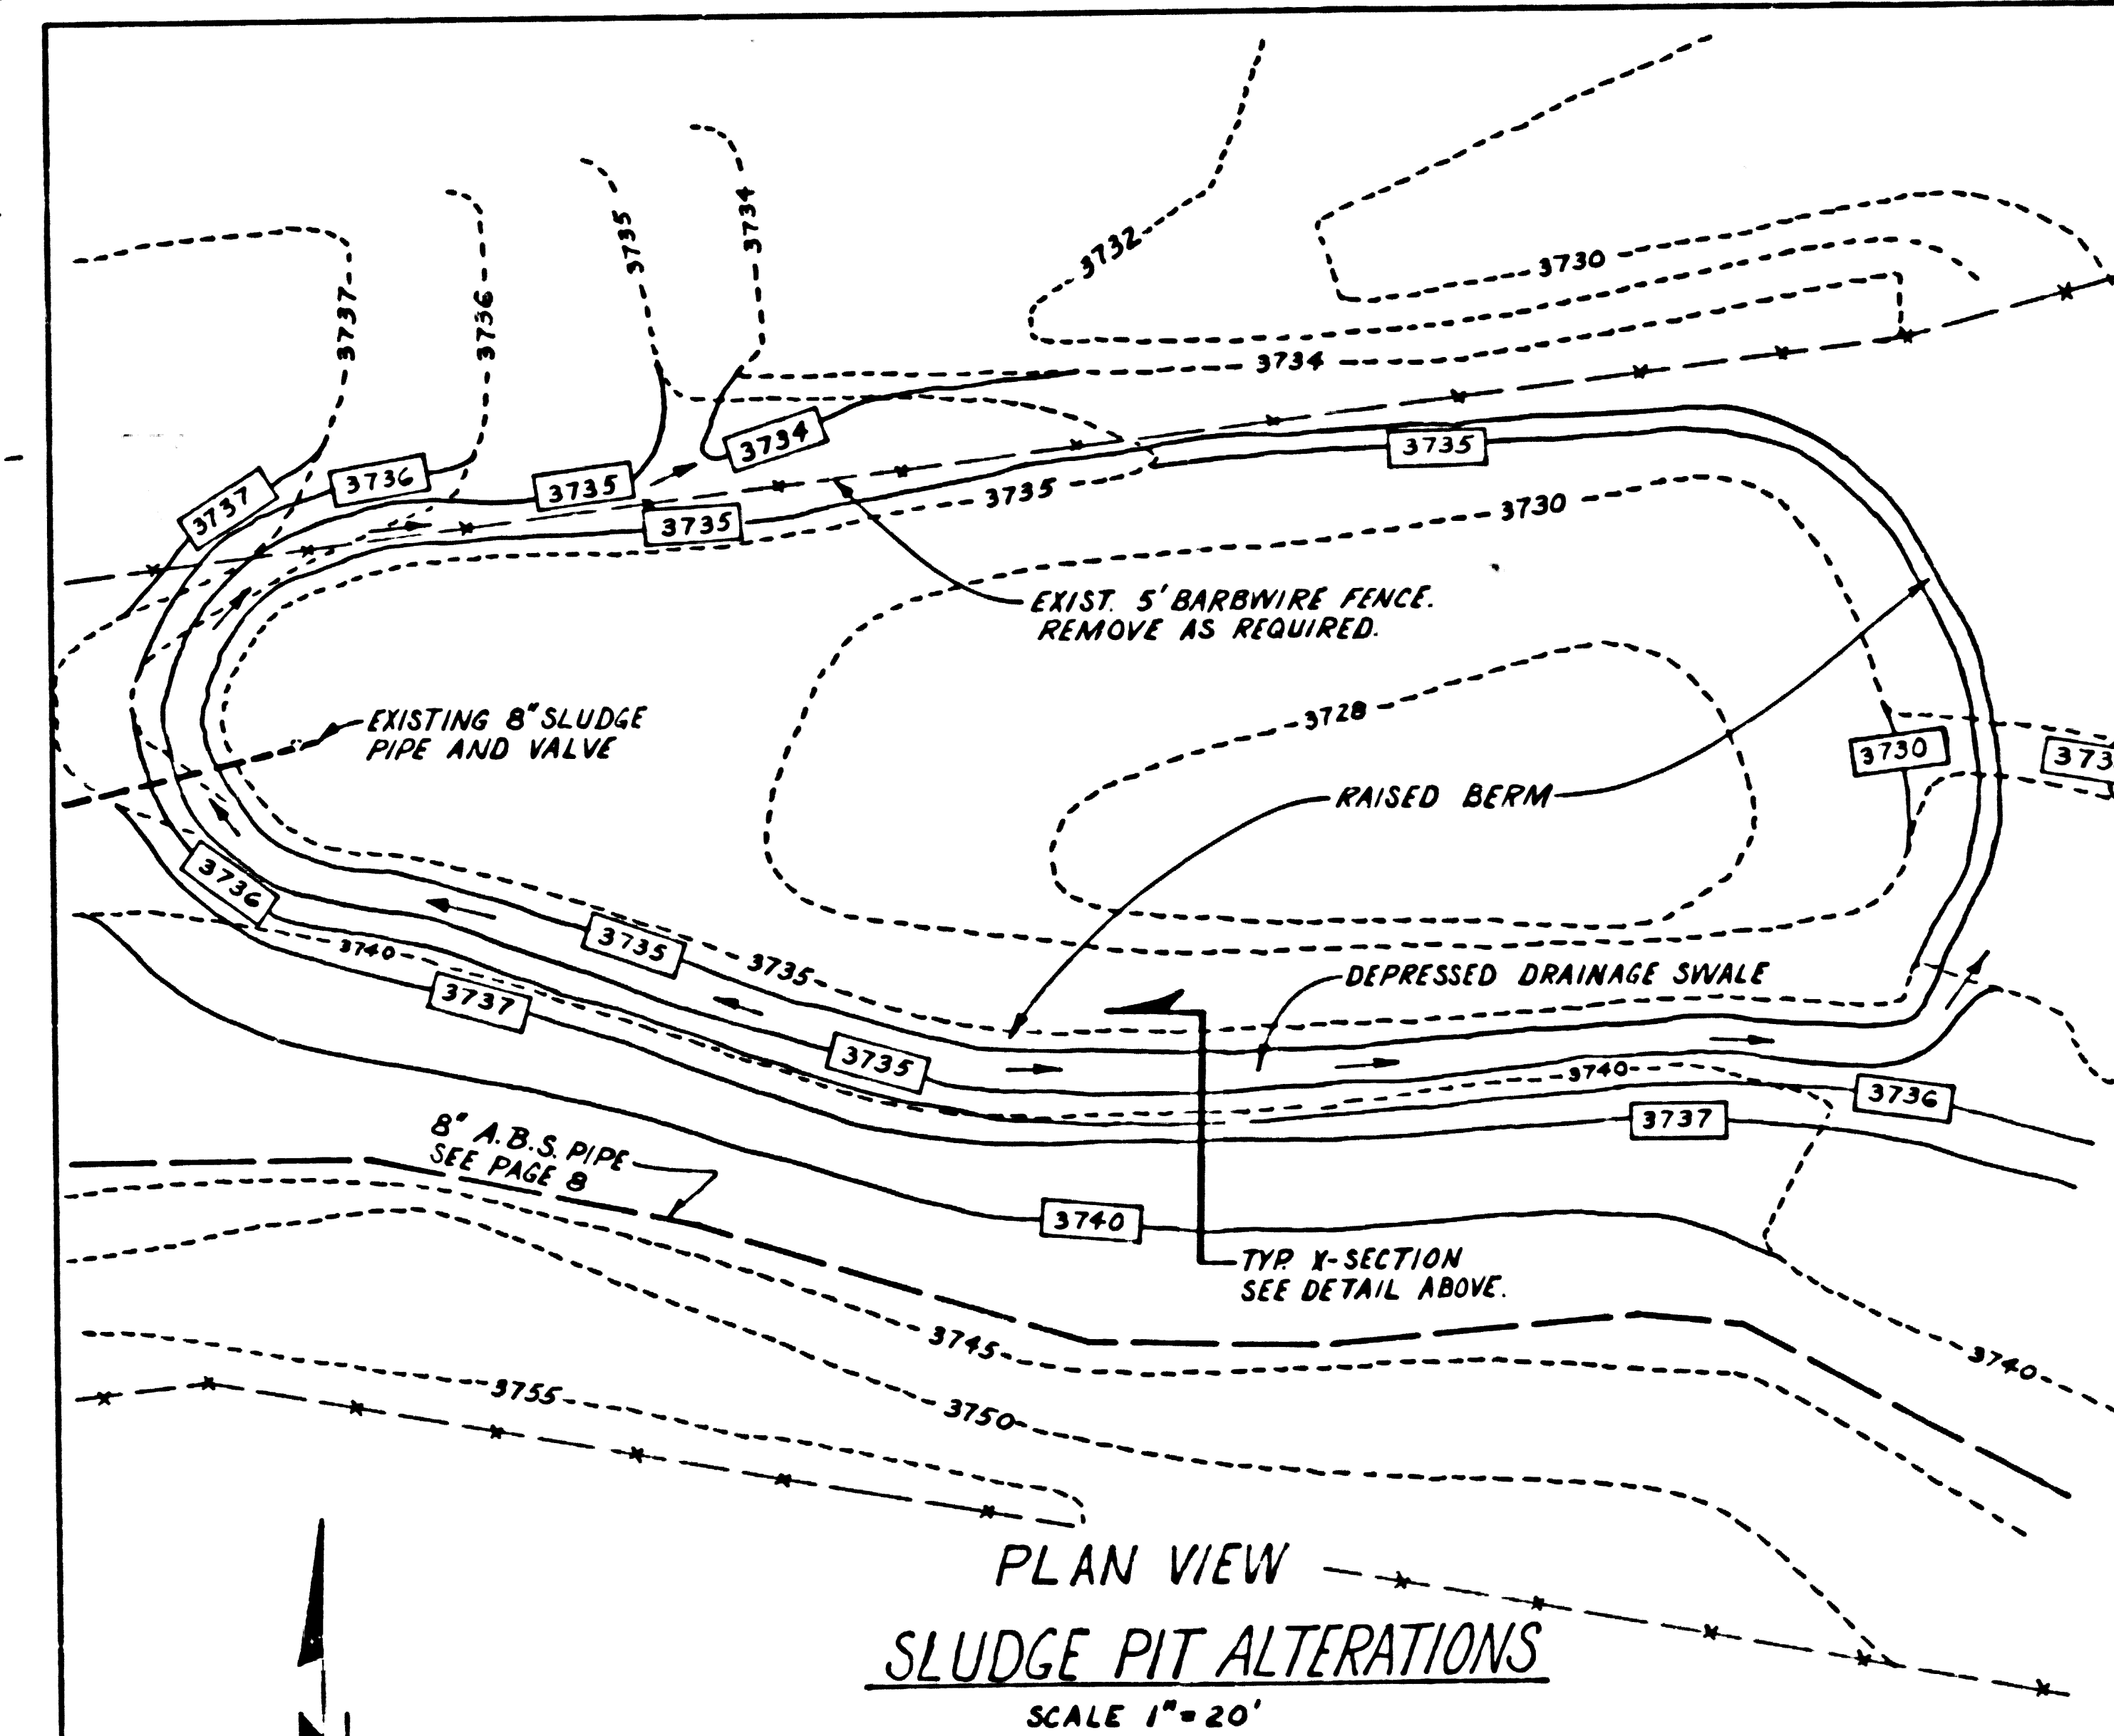 3734
3735
3736
3737
3732
3730
3734
3734
3735
3736
3735
3737
3735
3735
3730
EXIST. 5' BARBWIRE FENCE.
REMOVE AS REQUIRED.
3728
EXISTING 8" SLUDGE
PIPE AND VALVE
3730
373
RAISED BERM
3736
3735
3740
3735
DEPRESSED DRAINAGE SWALE
3737
3735
3740
3736
3737
8" A.B.S. PIPE
SEE PAGE 8
3740
TYP. X-SECTION
SEE DETAIL ABOVE.
3745
3740
3755
3750
PLAN VIEW
SLUDGE PIT ALTERATIONS
SCALE 1"=20'